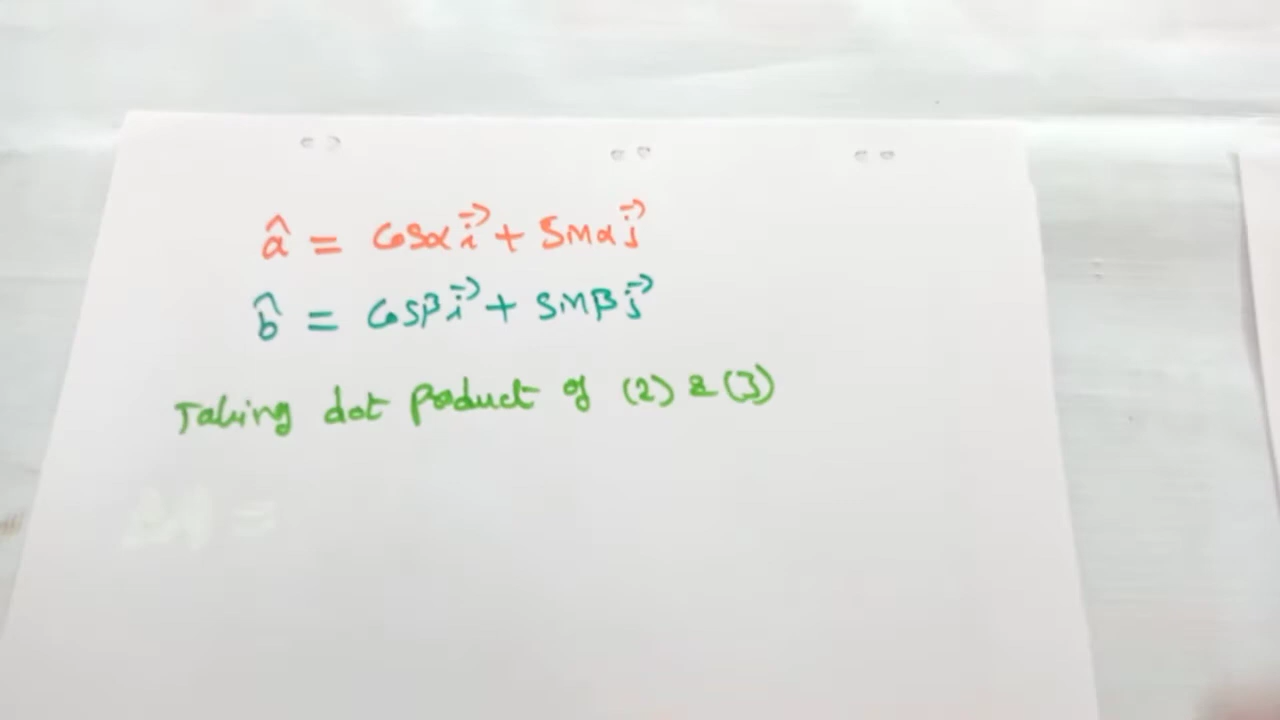 â = cosα i⃗ + sinα j⃗
b̂ = cosβ i⃗ + sinβ j⃗
Taking dot product of (2) & (3)